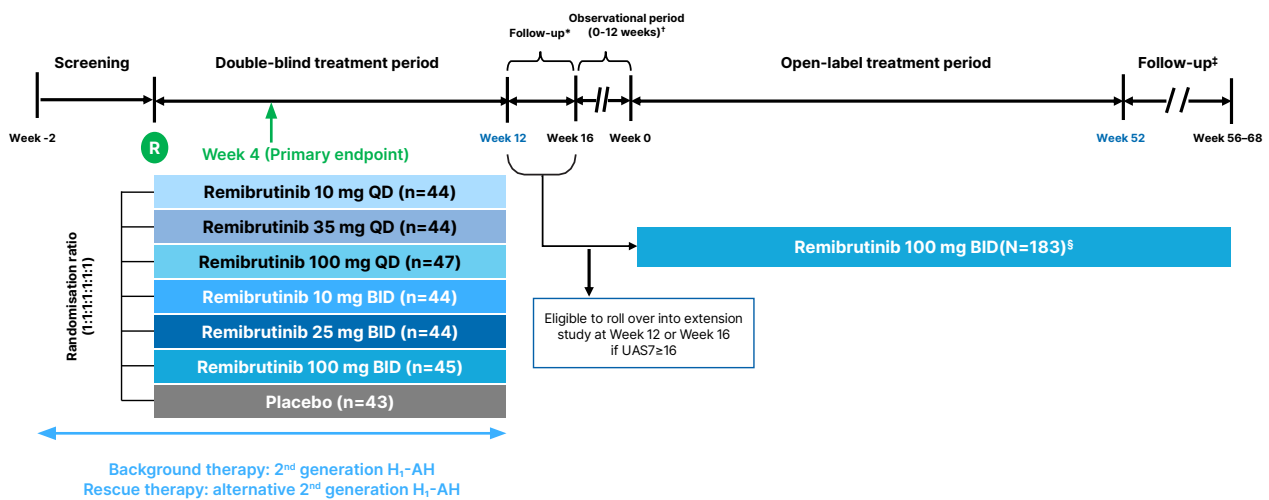 Observational period
(0-12 weeks)†
Follow-up*
Screening
Double-blind treatment period
Open-label treatment period
Follow-up‡
Week -2
Week 12
Week 16
Week 0
Week 52
Week 56–68
R
Week 4 (Primary endpoint)
Randomisation ratio
(1:1:1:1:1:1:1)
Remibrutinib 10 mg QD (n=44)
Remibrutinib 35 mg QD (n=44)
Remibrutinib 100 mg QD (n=47)
Remibrutinib 10 mg BID (n=44)
Remibrutinib 25 mg BID (n=44)
Remibrutinib 100 mg BID (n=45)
Placebo (n=43)
Remibrutinib 100 mg BID(N=183)§
Eligible to roll over into extension
study at Week 12 or Week 16
if UAS7≥16
Background therapy: 2nd generation H₁-AH
Rescue therapy: alternative 2nd generation H₁-AH